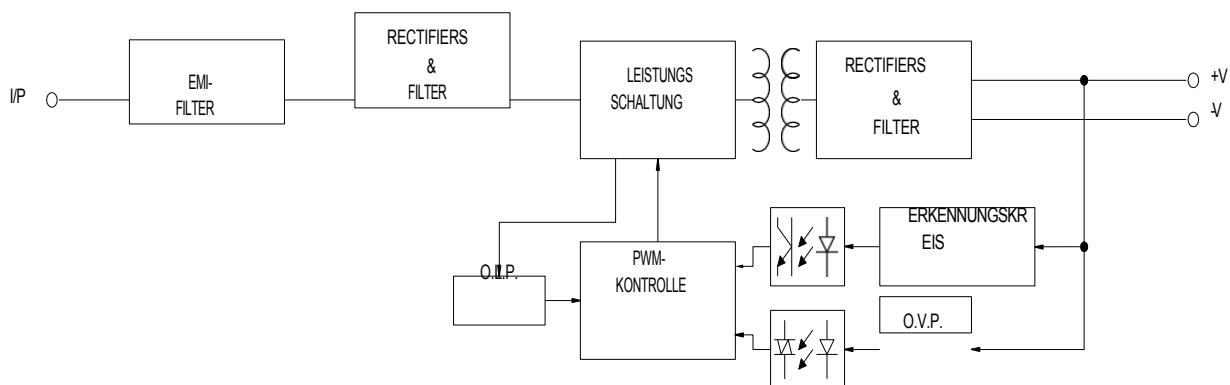 I/P
EMI-
FILTER
RECTIFIERS
&
FILTER
LEISTUNGS
SCHALTUNG
RECTIFIERS
&
FILTER
+V
-V
O.L.P.
PWM-
KONTROLLE
ERKENNUNGSKR
EIS
O.V.P.